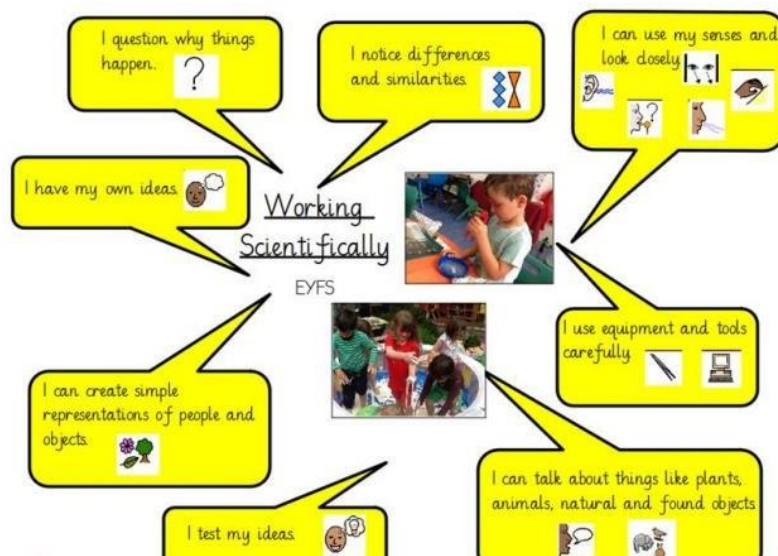 I question why things
happen.
?
I notice differences
and similarities.
I can use my senses and
look closely.
?
I have my own ideas.
Working
Scientifically
EYFS
I use equipment and tools
carefully.
I can create simple
representations of people and
objects.
I can talk about things like plants,
animals, natural and found objects
I test my ideas.